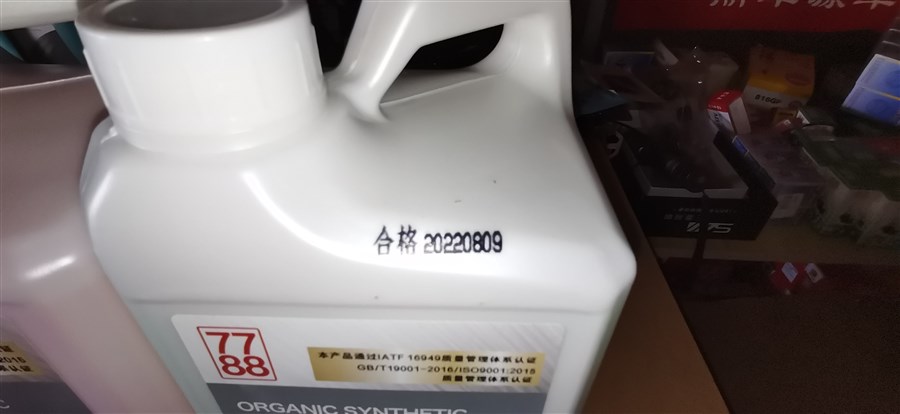 合格 20220809
77
88
本产品通过IATF 16949质量管理体系认证
GB/T19001-2016/ISO9001:2015
质量管理体系认证
ORGANIC SYNTHETIC